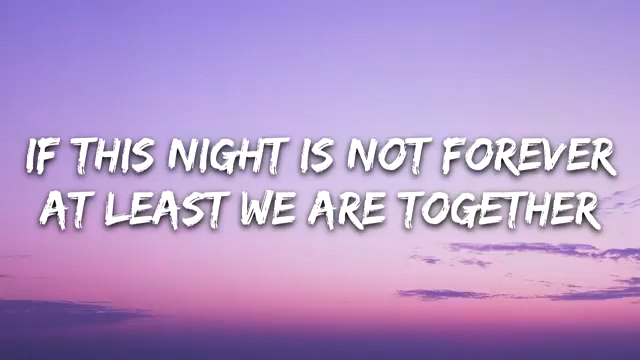 IF THIS NIGHT IS NOT FOREVER
AT LEAST WE ARE TOGETHER